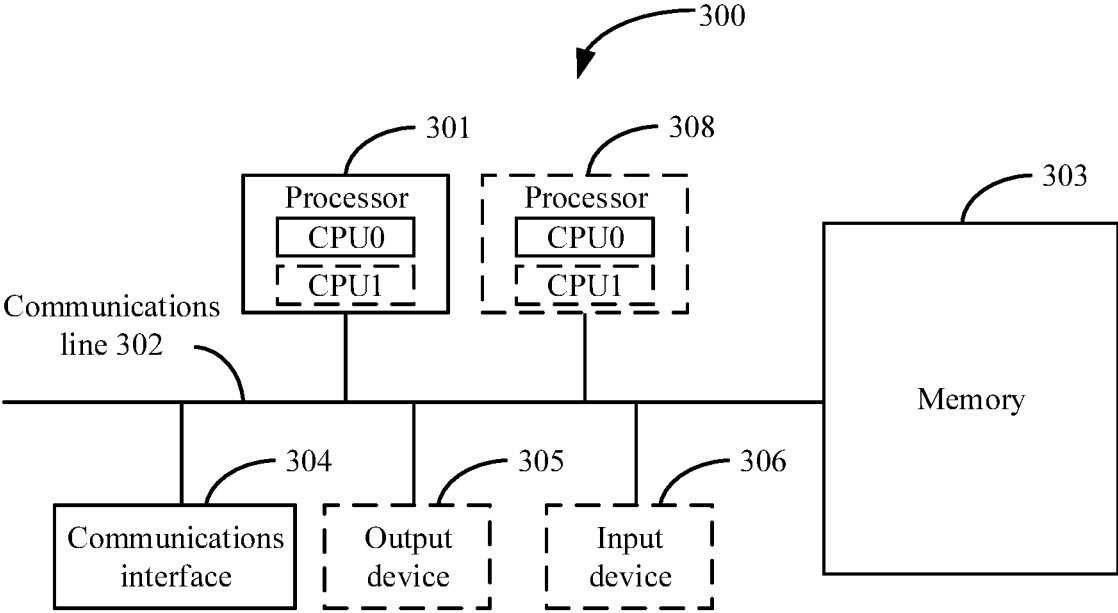 300
301
308
303
Processor
CPU0
CPU1
Processor
CPU0
CPU1
Communications
line 302
Memory
304
305
306
Communications
interface
Output
device
Input
device